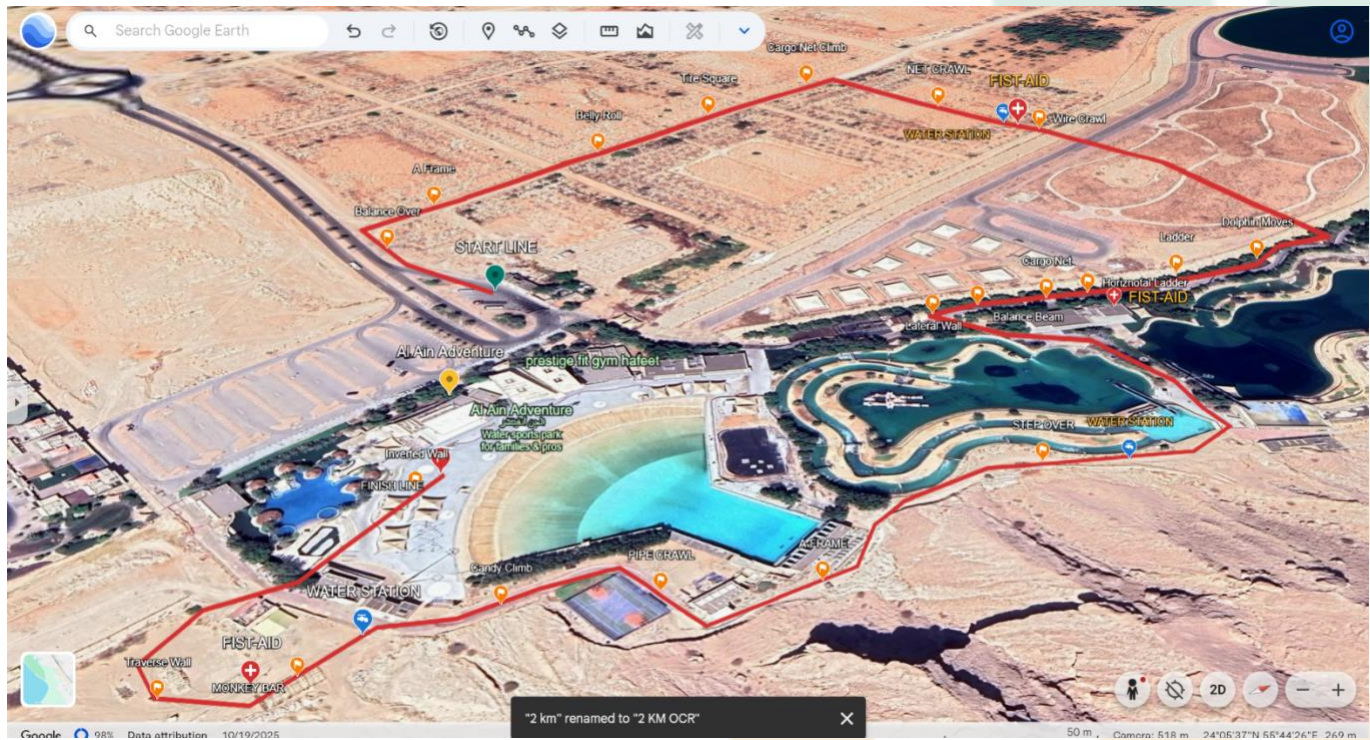 Search Google Earth
2D
Cargo Net Climb
Tire Square
NET CRAWL
FIST-AID
Belly Roll
WATER STATION
Wire Crawl
A Frame
Balance Over
START LINE
Dolphin Moves
Ladder
Cargo Net
Horiznotal Ladder
FIST-AID
Balance Beam
Lateral Wall
Al Ain Adventure
prestige fit gym hafeet
Al Ain Adventure
Water sports park
for families & pros
STEP OVER
WATER STATION
Inverted Wall
FINISH LINE
A-FRAME
PIPE CRAWL
Candy Climb
WATER STATION
FIST-AID
Traverse Wall
MONKEY BAR
"2 km" renamed to "2 KM OCR"
Google
98%
Data attribution
10/19/2025
50 m
Camera: 518 m
24°05'37"N 55°44'26"E
269 m